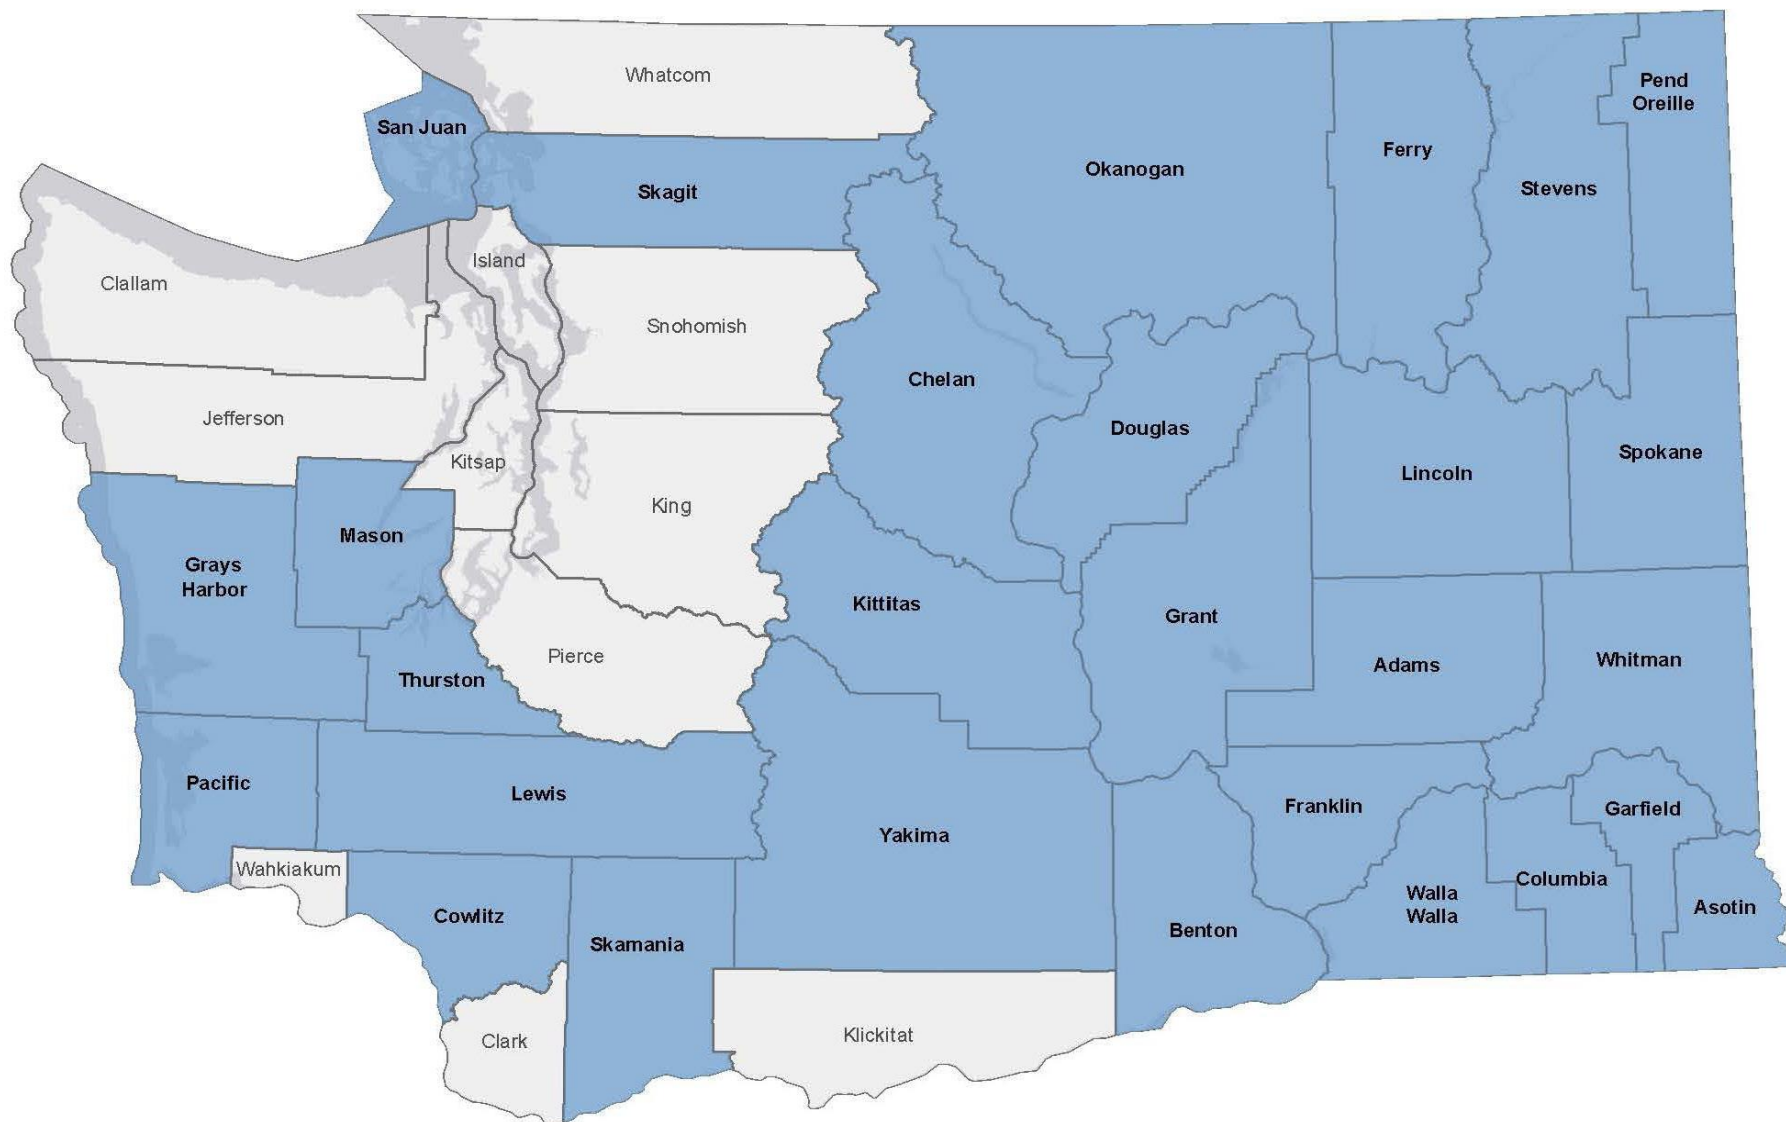 Whatcom
Pend
Oreille
San Juan
Ferry
Okanogan
Skagit
Stevens
Island
Clallam
Snohomish
Chelan
Jefferson
Douglas
Spokane
Kitsap
Lincoln
King
Mason
Grays
Harbor
Kittitas
Grant
Pierce
Whitman
Adams
Thurston
Pacific
Lewis
Franklin
Garfield
Yakima
Wahkiakum
Columbia
Walla
Walla
Asotin
Cowlitz
Benton
Skamania
Klickitat
Clark